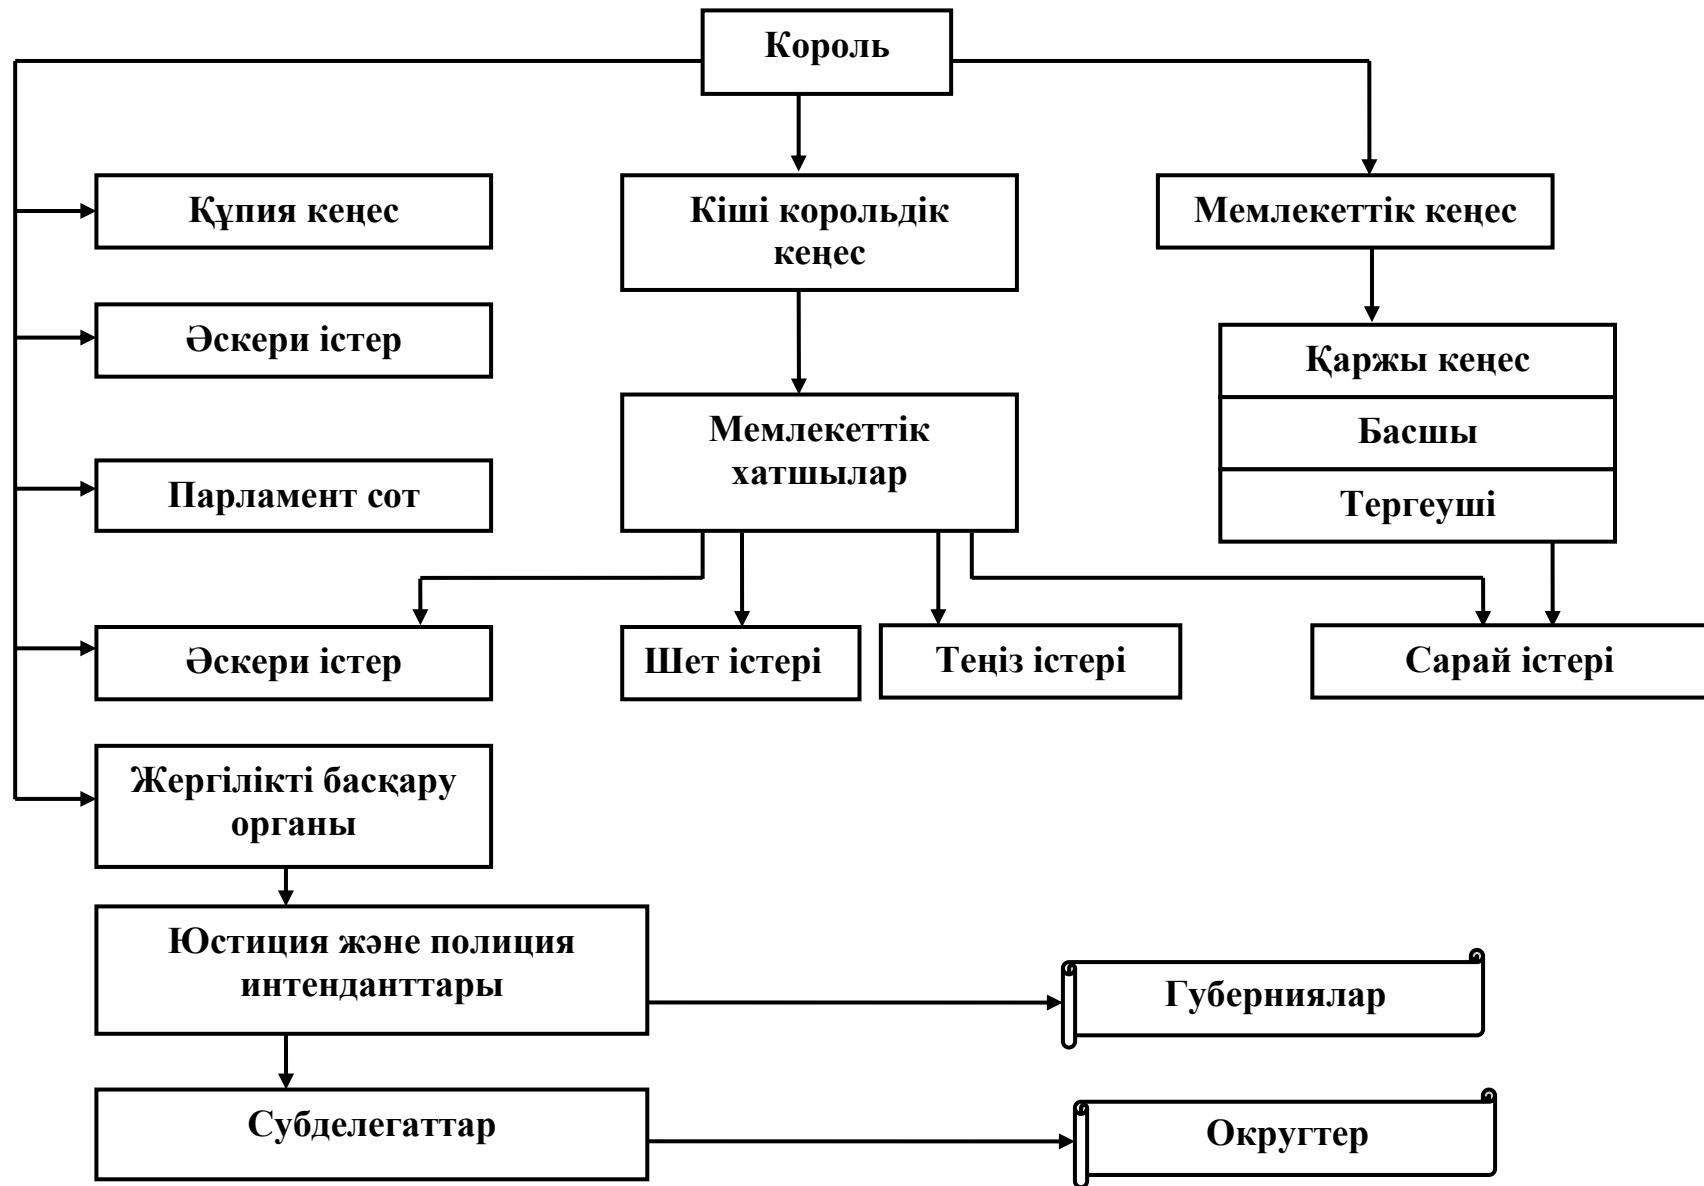 Король
Құпия кеңес
Кіші корольдік
кеңес
Мемлекеттік кеңес
Әскери істер
Қаржы кеңес
Мемлекеттік
хатшылар
Басшы
Парламент сот
Тергеуші
Әскери істер
Шет істері
Теңіз істері
Сарай істері
Жергілікті басқару
органы
Юстиция және полиция
интенданттары
Губерниялар
Субделегаттар
Округтер